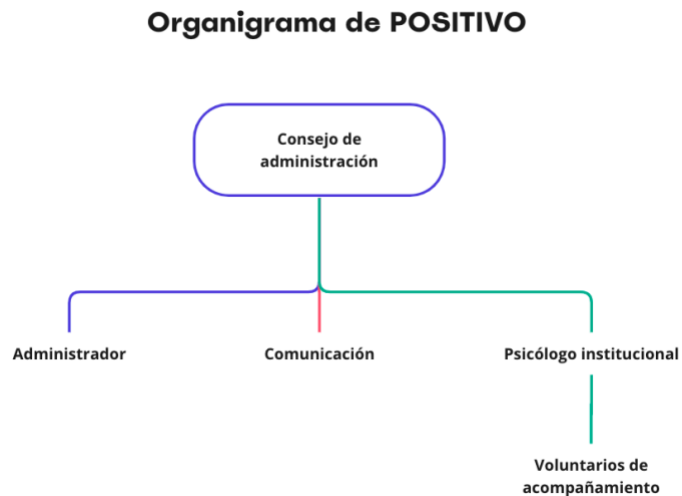 Organigrama de POSITIVO
Consejo de
administración
Administrador
Comunicación
Psicólogo institucional
Voluntarios de
acompañamiento